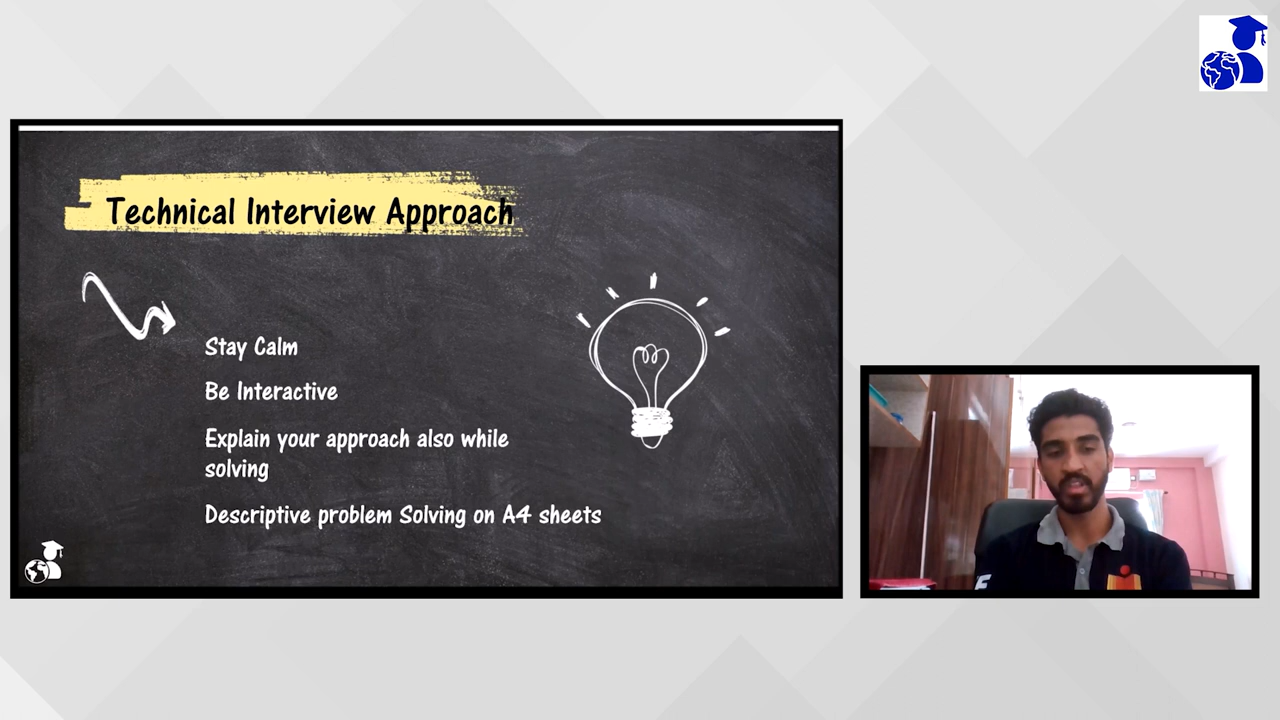 Technical Interview Approach
Stay Calm
Be Interactive
Explain your approach also while
solving
Descriptive problem Solving on A4 sheets